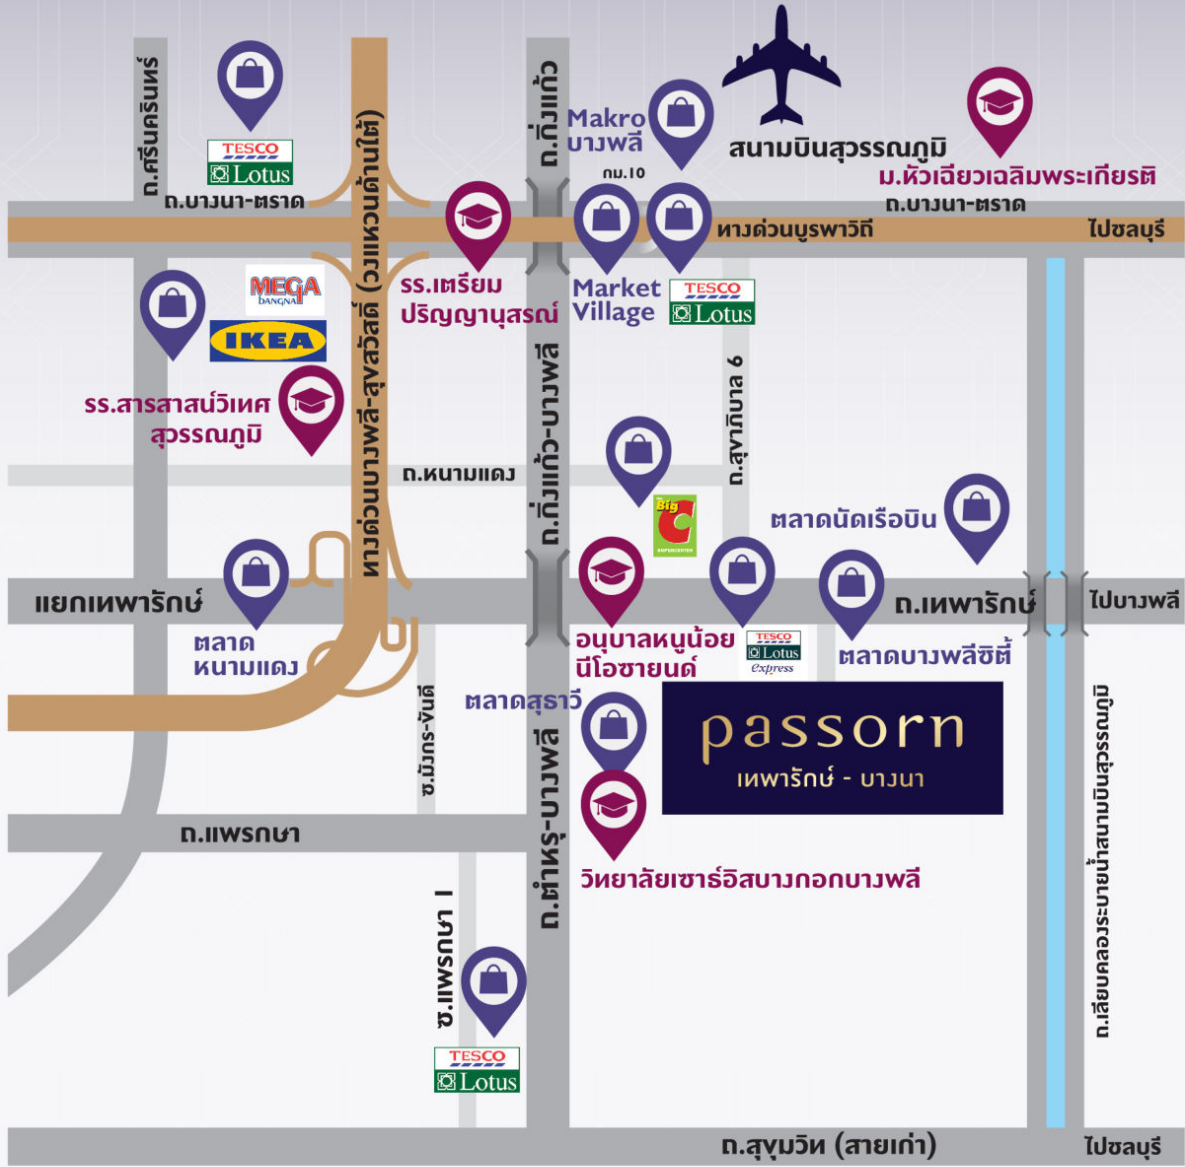 ถ.ศรีนครินทร์
TESCO
Lotus
ถ.บางนา-ตราด
ทางด่วนบางพลี-สุขสวัสดิ์ (วงแหวนด้านใต้)
ถ.กิ่งแก้ว
Makro
บางพลี
กม.10
สนามบินสุวรรณภูมิ
ม.หัวเฉียวเฉลิมพระเกียรติ
ถ.บางนา-ตราด
ทางด่วนบูรพาวิถี
ไปชลบุรี
MEGA
BANGNA
IKEA
รร.เตรียม
ปริญญานุสรณ์
Market
Village
TESCO
Lotus
รร.สารสาสน์วิเทศ
สุวรรณภูมิ
ถ.กิ่งแก้ว-บางพลี
ถ.สุขาภิบาล 6
ถ.หนามแดง
Big
C
SUPERCENTER
ตลาดนัดเรือบิน
แยกเทพารักษ์
ถ.เทพารักษ์
ไปบางพลี
ตลาด
หนามแดง
อนุบาลหนูน้อย
นีโอซายนด์
TESCO
Lotus
express
ตลาดบางพลีซิตี้
ซ.มังกร-ขันดี
ตลาดสุธาวี
passorn
เทพารักษ์ - บางนา
ถ.เลียบคลองระบายน้ำสนามบินสุวรรณภูมิ
ถ.แพรกษา
ถ.ตำหรุ-บางพลี
วิทยาลัยเซาธ์อีสบางกอกบางพลี
ซ.แพรกษา 1
TESCO
Lotus
ถ.สุขุมวิท (สายเก่า)
ไปชลบุรี